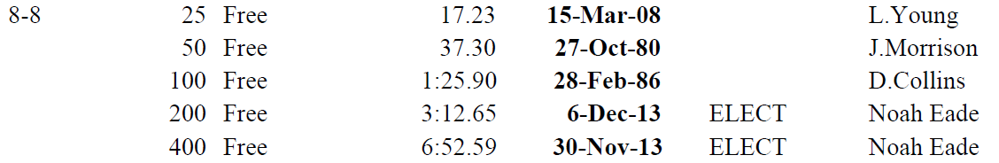 8-8 25 Free 17.23 15-Mar-08 L.Young
50 Free 37.30 27-Oct-80 J.Morrison
100 Free 1:25.90 28-Feb-86 D.Collins
200 Free 3:12.65 6-Dec-13 ELECT Noah Eade
400 Free 6:52.59 30-Nov-13 ELECT Noah Eade